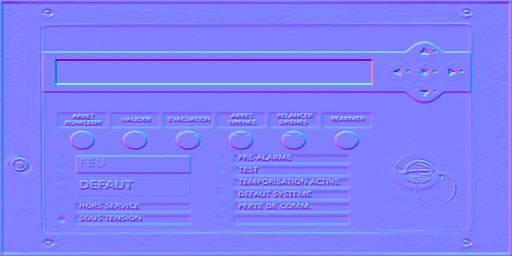 ARRET
RONFLEUR
VALIDER
EVACUATION
ARRET
SIRENES
RELANCER
SIRENES
REARMER
FEU
DEFAUT
HORS SERVICE
SOUS TENSION
PRE-ALARME
TEST
TEMPORISATION ACTIVE
DEFAUT SYSTEME
PERTE DE COMM.